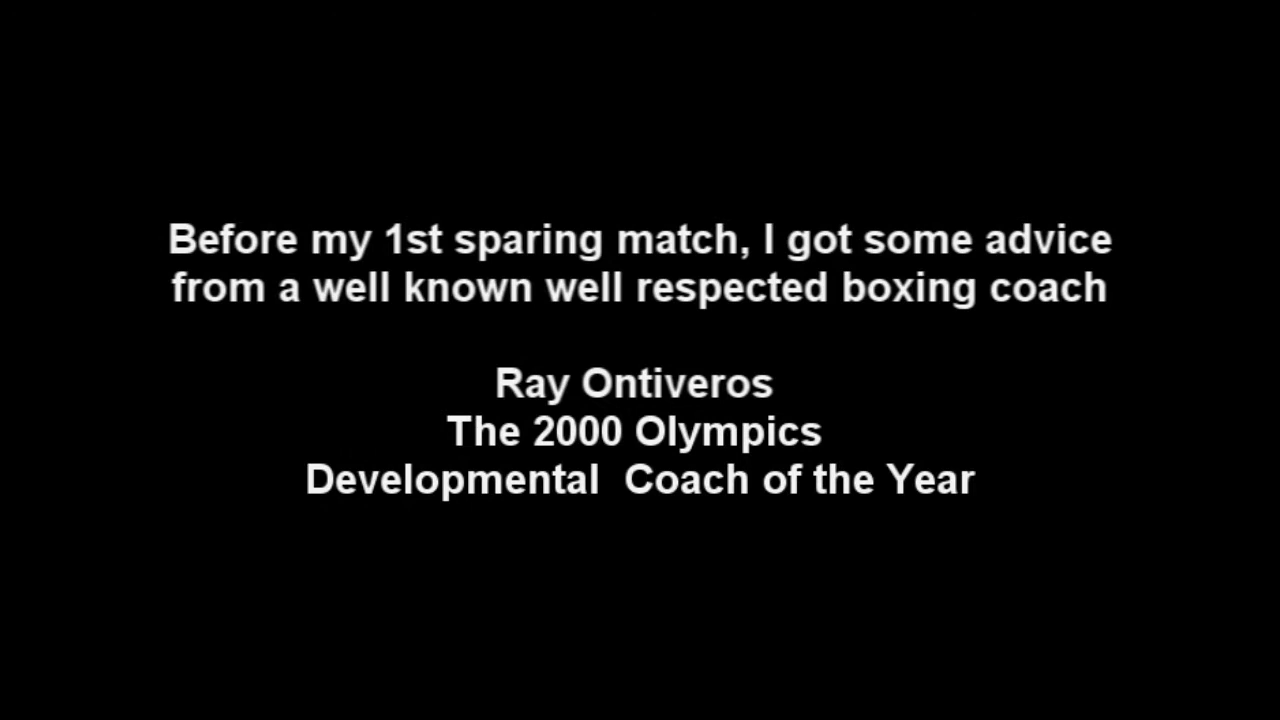 Before my 1st sparing match, I got some advice
from a well known well respected boxing coach
Ray Ontiveros
The 2000 Olympics
Developmental  Coach of the Year